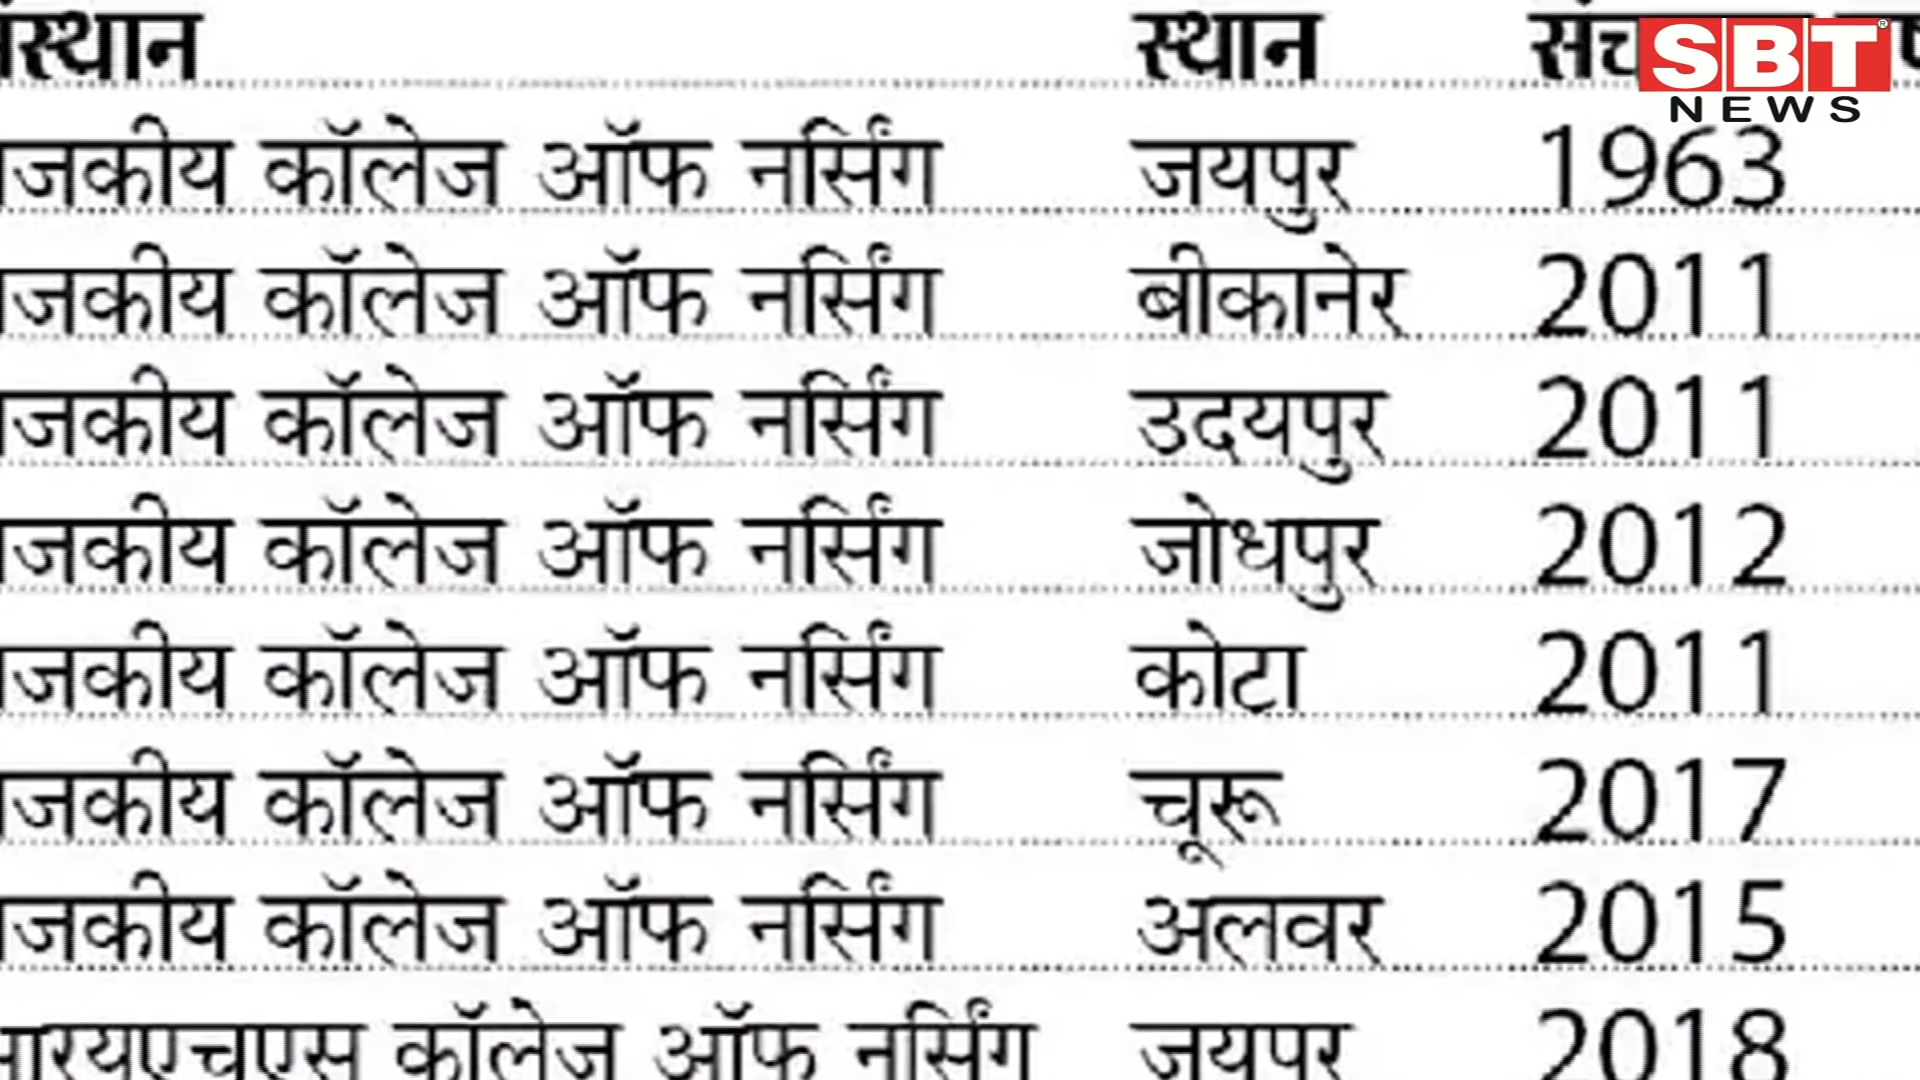 संस्थान स्थान
SBT
NEWS
राजकीय कॉलेज ऑफ नर्सिंग जयपुर 1963
राजकीय कॉलेज ऑफ नर्सिंग बीकानेर 2011
राजकीय कॉलेज ऑफ नर्सिंग उदयपुर 2011
राजकीय कॉलेज ऑफ नर्सिंग जोधपुर 2012
राजकीय कॉलेज ऑफ नर्सिंग कोटा 2011
राजकीय कॉलेज ऑफ नर्सिंग चूरू 2017
राजकीय कॉलेज ऑफ नर्सिंग अलवर 2015
आरयूएचएस कॉलेज ऑफ नर्सिंग जयपुर 2018